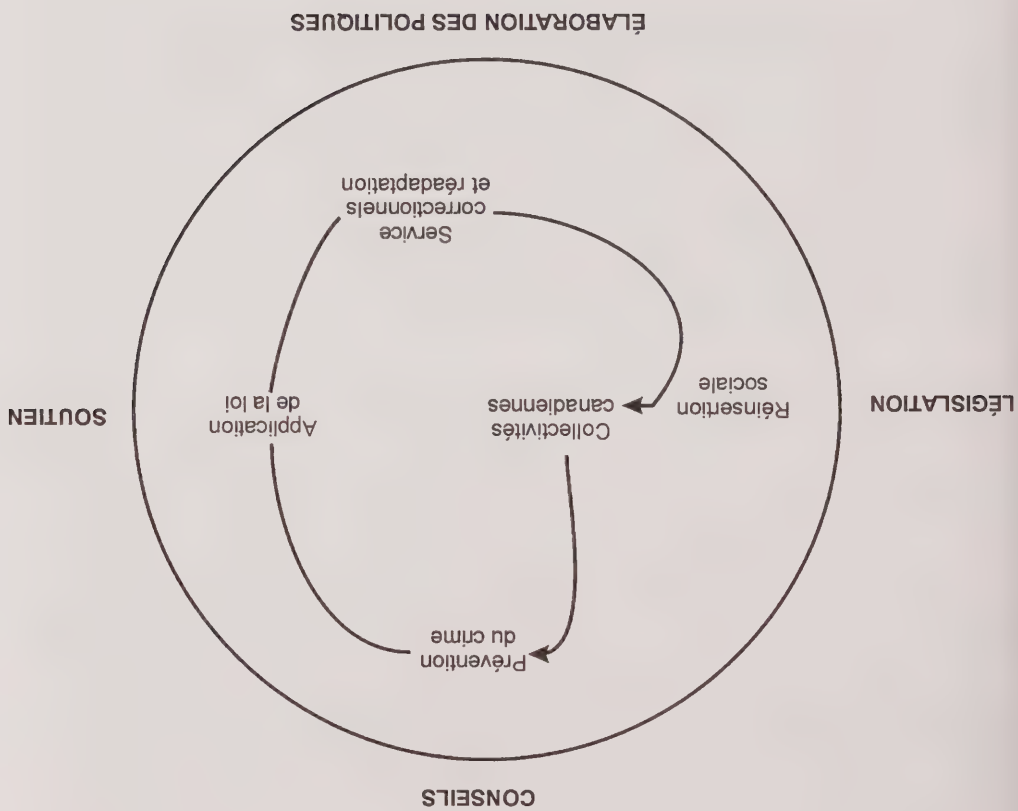 CONSEILS
Prévention
du crime
LÉGISLATION
Réinsertion
sociale
Collectivités
canadiennes
Application
de la loi
SOUTIEN
Service
correctionnels
et réadaptation
ÉLABORATION DES POLITIQUES